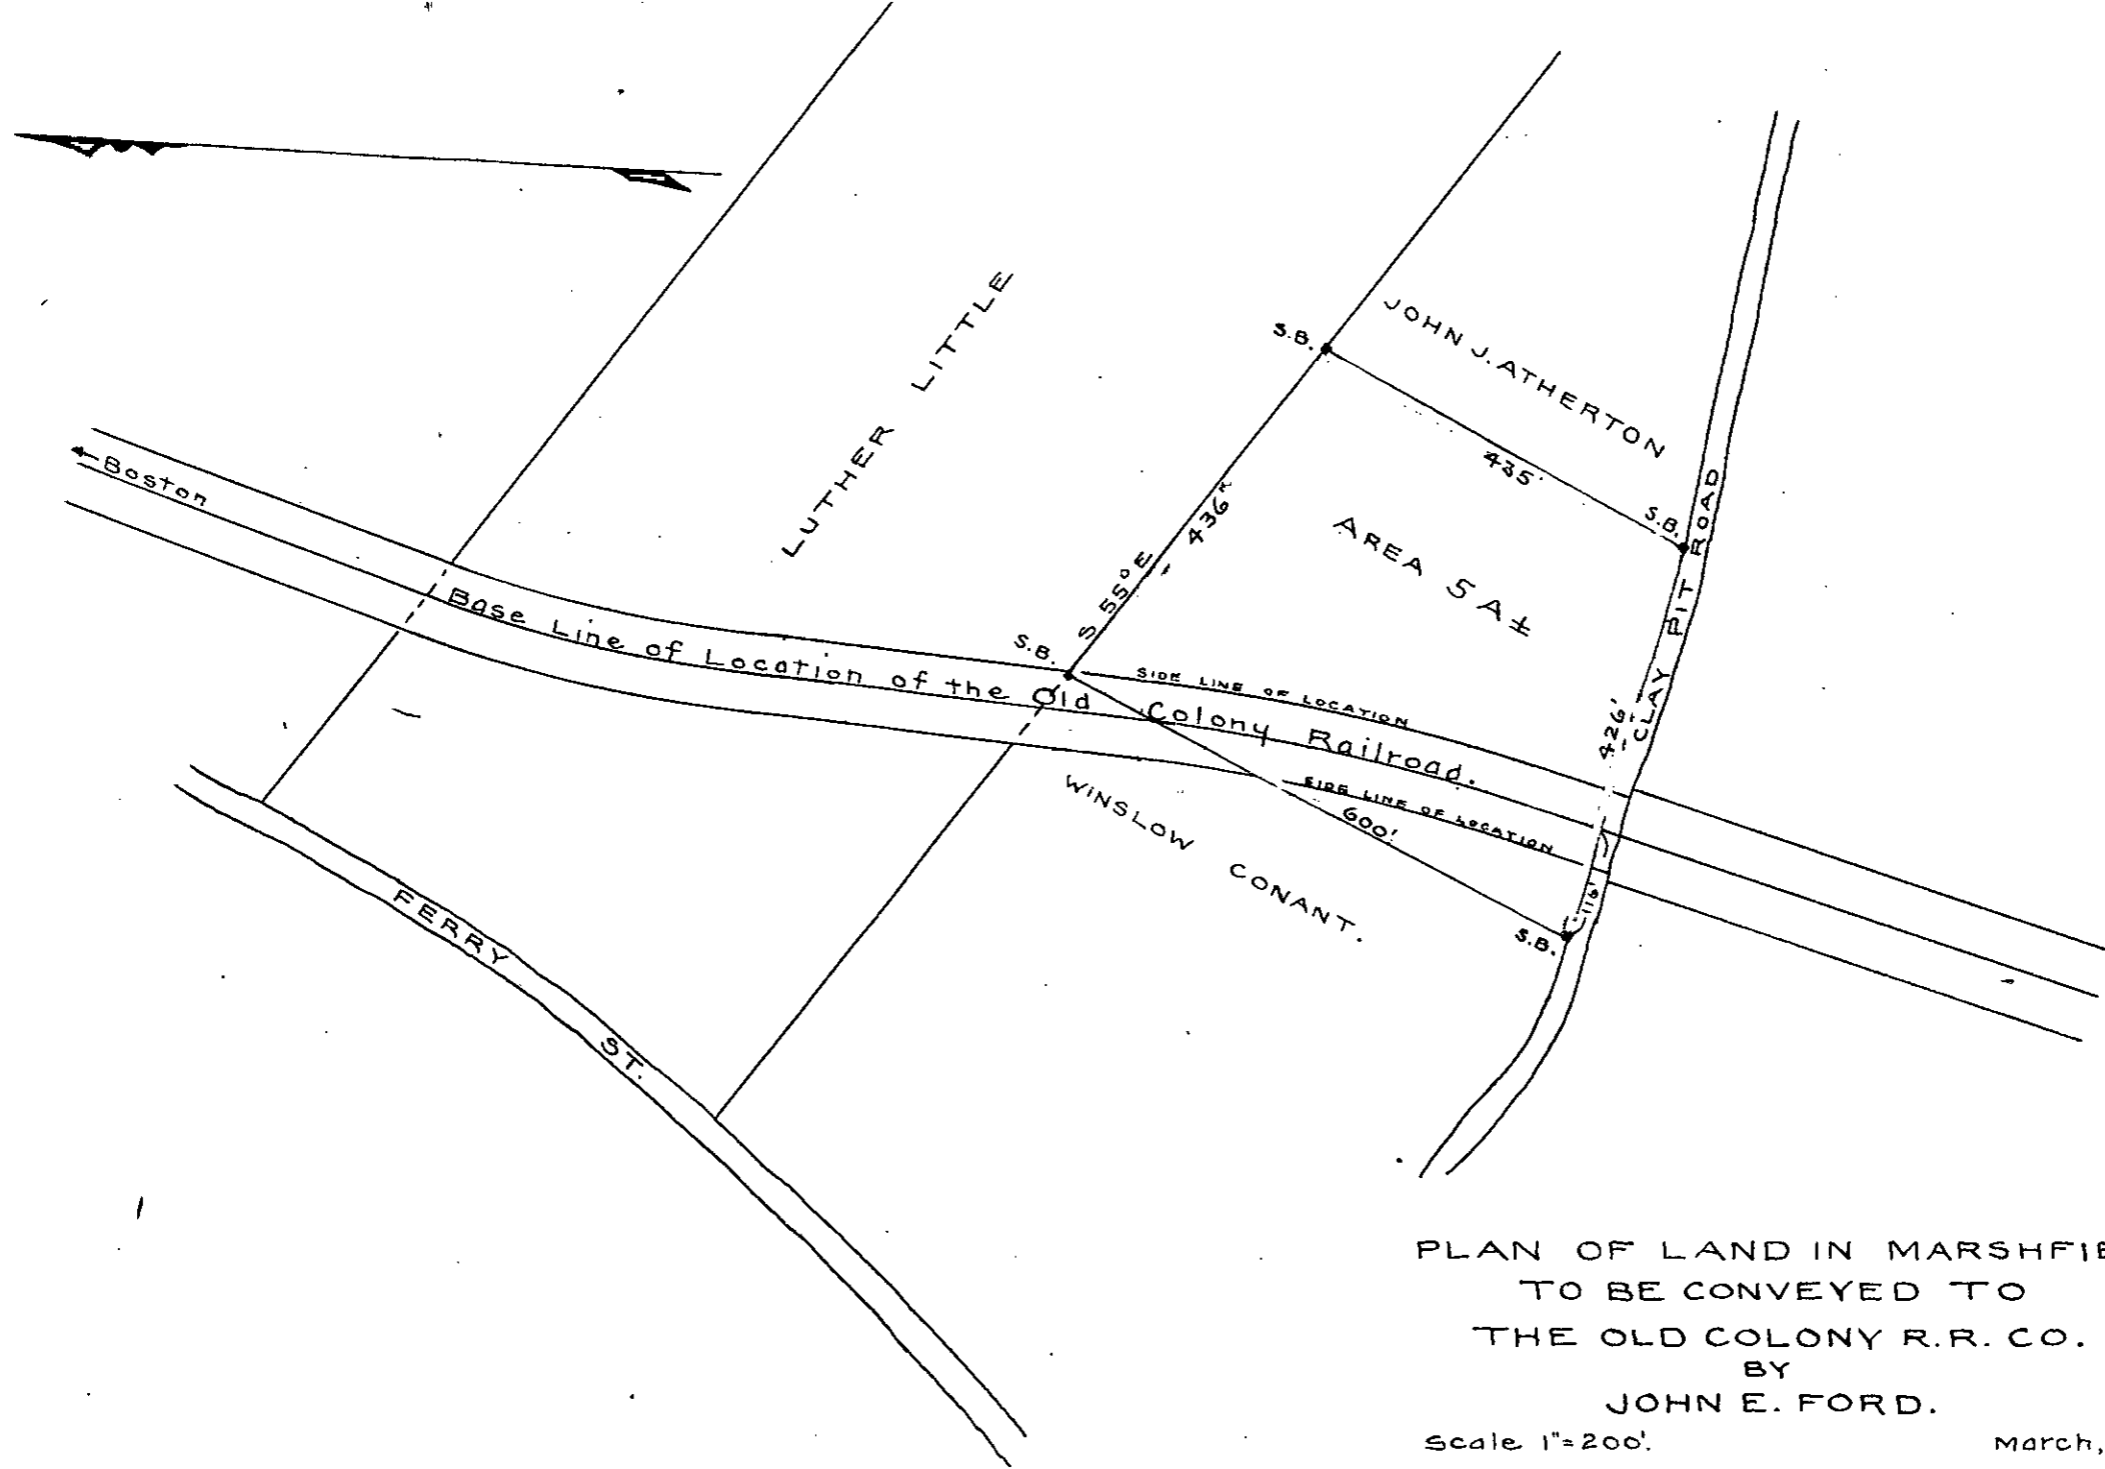 S.B.
JOHN J. ATHERTON
LUTHER LITTLE
435'
S.B.
←Boston
S 55° E - 436
AREA 5 A±
CLAY PIT ROAD
Base Line of Location of the Old Colony Railroad.
S.B.
SIDE LINE OF LOCATION
426'
WINSLOW CONANT.
SIDE LINE OF LOCATION
600'
116'
S.B.
FERRY ST.
PLAN OF LAND IN MARSHFIE
TO BE CONVEYED TO
THE OLD COLONY R.R. CO.
BY
JOHN E. FORD.
Scale 1"=200'.
March,